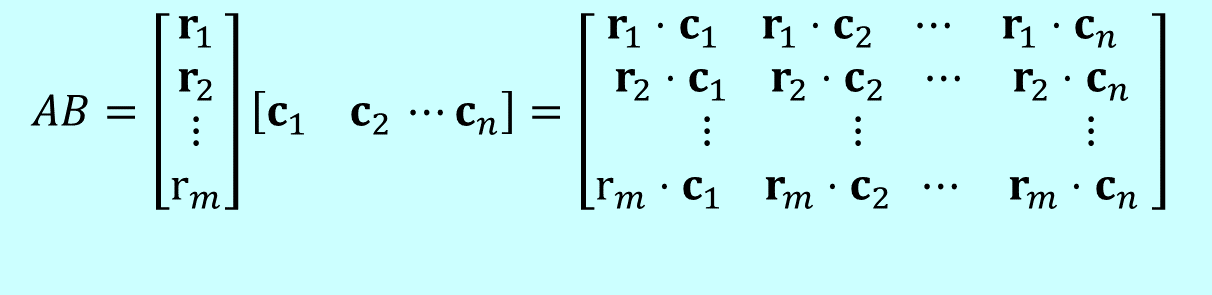 𝐫₁ 𝐫₁ · 𝐜₁ 𝐫₁ · 𝐜₂ ⋯ 𝐫₁ · 𝐜ₙ
𝐫₂ 𝐫₂ · 𝐜₁ 𝐫₂ · 𝐜₂ ⋯ 𝐫₂ · 𝐜ₙ
AB = [⋮] [𝐜₁ 𝐜₂ ⋯ 𝐜ₙ] = [⋮ ⋮ ⋮]
rₘ rₘ · 𝐜₁ 𝐫ₘ · 𝐜₂ ⋯ 𝐫ₘ · 𝐜ₙ